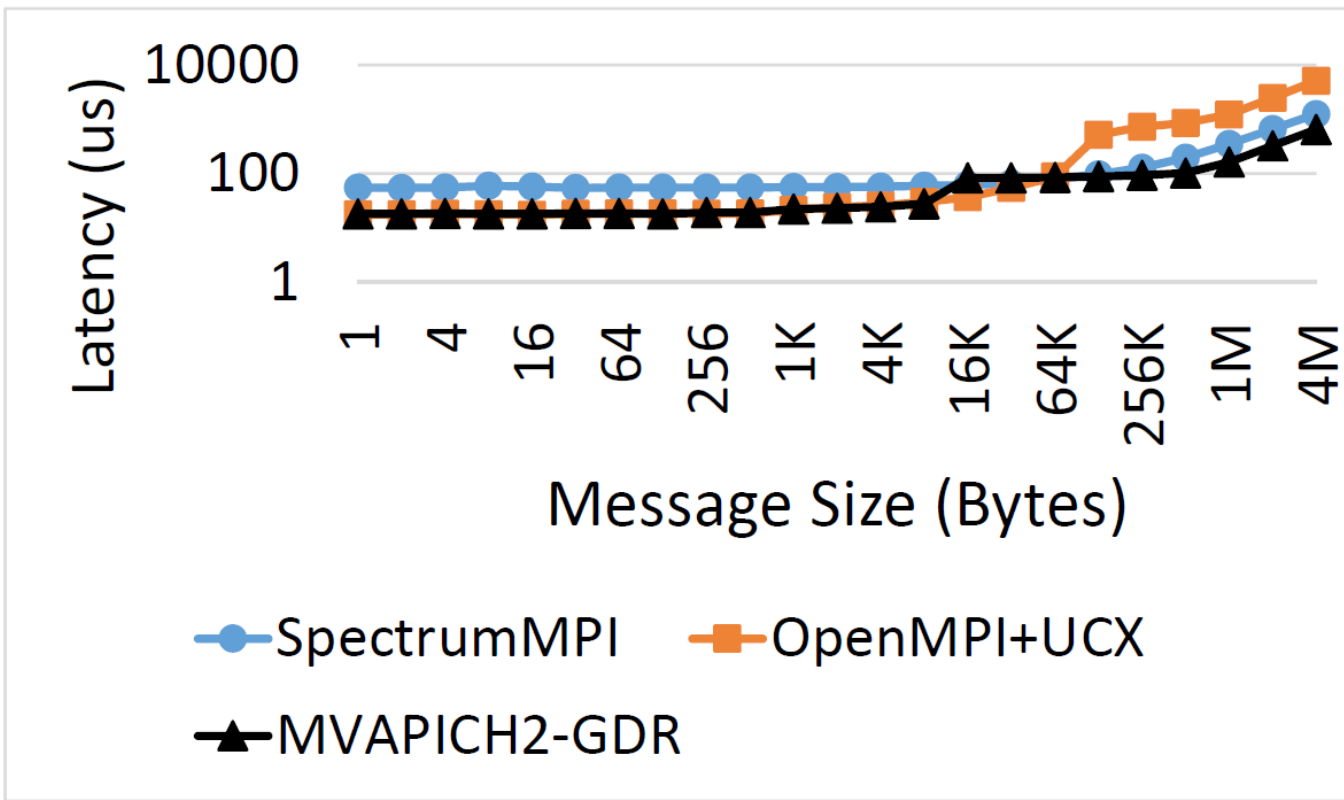 10000
100
1
Latency (us)
1
4
16
64
256
1K
4K
16K
64K
256K
1M
4M
Message Size (Bytes)
SpectrumMPI
OpenMPI+UCX
MVAPICH2-GDR